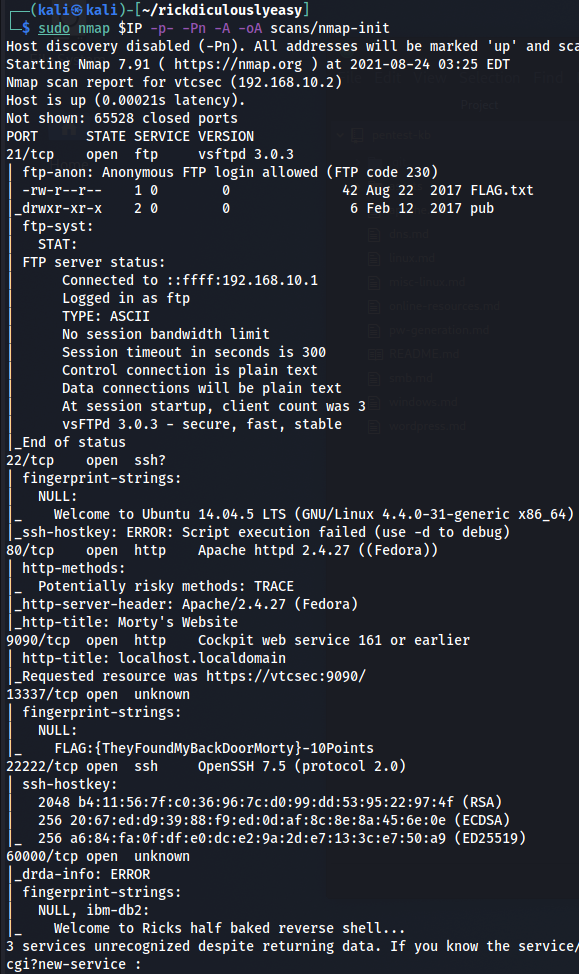 ┌──(kali㉿kali)-[~/rickdiculouslyeasy]
└─$ sudo nmap $IP -p- -Pn -A -oA scans/nmap-init
Host discovery disabled (-Pn). All addresses will be marked 'up' and sca
Starting Nmap 7.91 ( https://nmap.org ) at 2021-08-24 03:25 EDT
Nmap scan report for vtcsec (192.168.10.2)
Host is up (0.00021s latency).
Not shown: 65528 closed ports
PORT      STATE SERVICE VERSION
21/tcp    open  ftp     vsftpd 3.0.3
| ftp-anon: Anonymous FTP login allowed (FTP code 230)
| -rw-r--r--    1 0        0              42 Aug 22  2017 FLAG.txt
|_drwxr-xr-x    2 0        0               6 Feb 12  2017 pub
| ftp-syst:
|   STAT:
| FTP server status:
|      Connected to ::ffff:192.168.10.1
|      Logged in as ftp
|      TYPE: ASCII
|      No session bandwidth limit
|      Session timeout in seconds is 300
|      Control connection is plain text
|      Data connections will be plain text
|      At session startup, client count was 3
|      vsFTPd 3.0.3 - secure, fast, stable
|_End of status
22/tcp    open  ssh?
| fingerprint-strings:
|   NULL:
|_    Welcome to Ubuntu 14.04.5 LTS (GNU/Linux 4.4.0-31-generic x86_64)
|_ssh-hostkey: ERROR: Script execution failed (use -d to debug)
80/tcp    open  http    Apache httpd 2.4.27 ((Fedora))
| http-methods:
|_  Potentially risky methods: TRACE
|_http-server-header: Apache/2.4.27 (Fedora)
|_http-title: Morty's Website
9090/tcp  open  http    Cockpit web service 161 or earlier
| http-title: localhost.localdomain
|_Requested resource was https://vtcsec:9090/
13337/tcp open  unknown
| fingerprint-strings:
|   NULL:
|_    FLAG:{TheyFoundMyBackDoorMorty}-10Points
22222/tcp open  ssh     OpenSSH 7.5 (protocol 2.0)
| ssh-hostkey:
|   2048 b4:11:56:7f:c0:36:96:7c:d0:99:dd:53:95:22:97:4f (RSA)
|   256 20:67:ed:d9:39:88:f9:ed:0d:af:8c:8e:8a:45:6e:0e (ECDSA)
|_  256 a6:84:fa:0f:df:e0:dc:e2:9a:2d:e7:13:3c:e7:50:a9 (ED25519)
60000/tcp open  unknown
|_drda-info: ERROR
| fingerprint-strings:
|   NULL, ibm-db2:
|_    Welcome to Ricks half baked reverse shell...
3 services unrecognized despite returning data. If you know the service/
cgi?new-service :